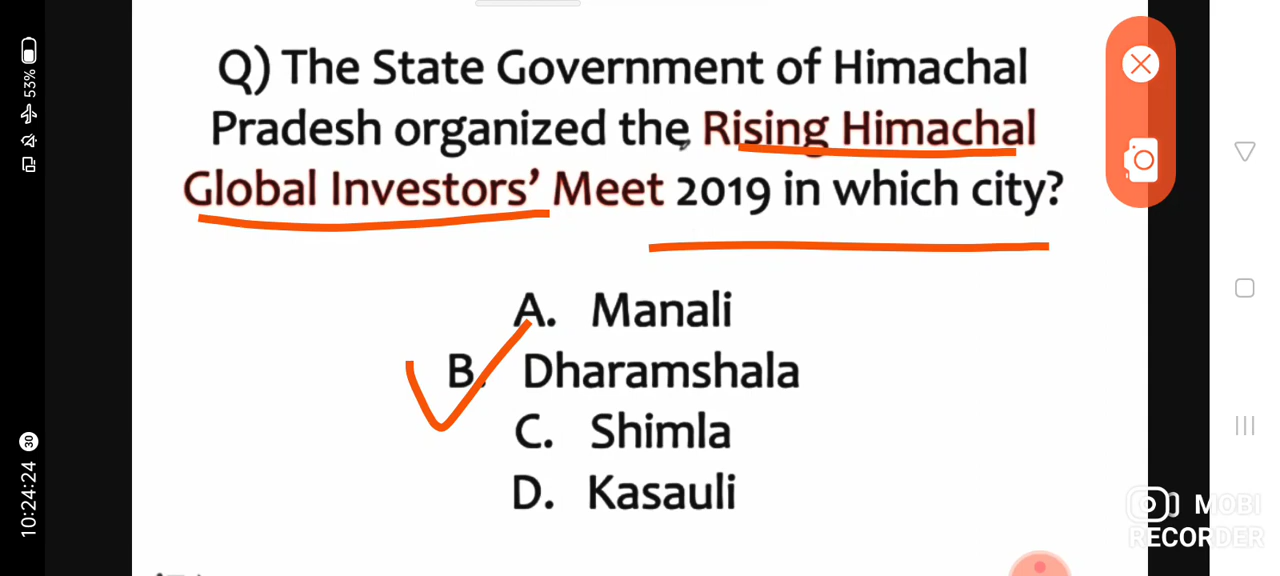 Q) The State Government of Himachal
Pradesh organized the Rising Himachal
Global Investors' Meet 2019 in which city?
A. Manali
B. Dharamshala
C. Shimla
D. Kasauli
53%
10:24:24
30
MOBI
RECORDER